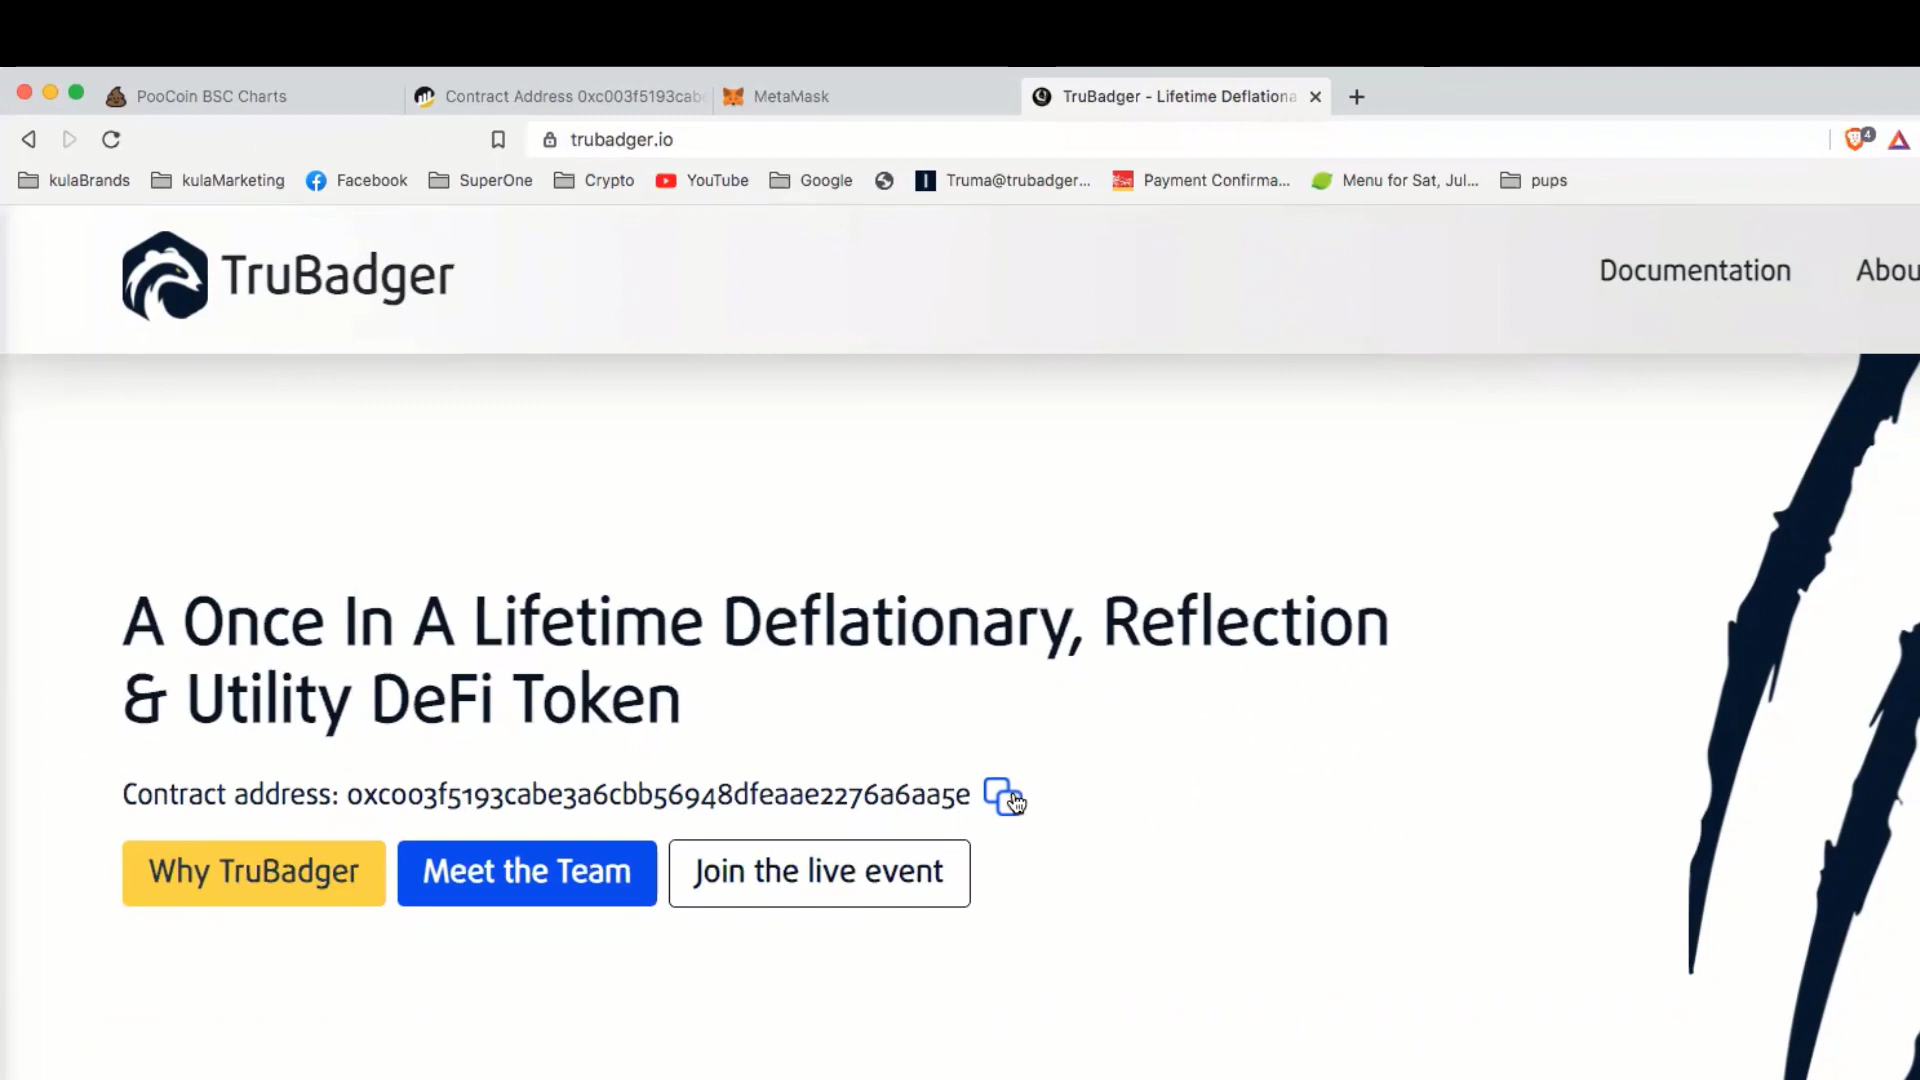 PooCoin BSC Charts
Contract Address 0xc003f5193cab
MetaMask
TruBadger - Lifetime Deflationa
trubadger.io
4
kulaBrands
kulaMarketing
Facebook
SuperOne
Crypto
YouTube
Google
Truma@trubadger...
Payment Confirma...
Menu for Sat, Jul...
pups
TruBadger
Documentation
Abou
A Once In A Lifetime Deflationary, Reflection
& Utility DeFi Token
Contract address: 0xc003f5193cabe3a6cbb56948dfeaae2276a6aa5e
Why TruBadger
Meet the Team
Join the live event